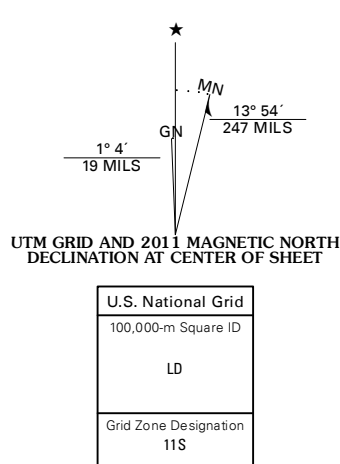 ★
MN
GN
13° 54´
247 MILS
1° 4´
19 MILS
UTM GRID AND 2011 MAGNETIC NORTH
DECLINATION AT CENTER OF SHEET
U.S. National Grid
100,000-m Square ID
LD
Grid Zone Designation
11S